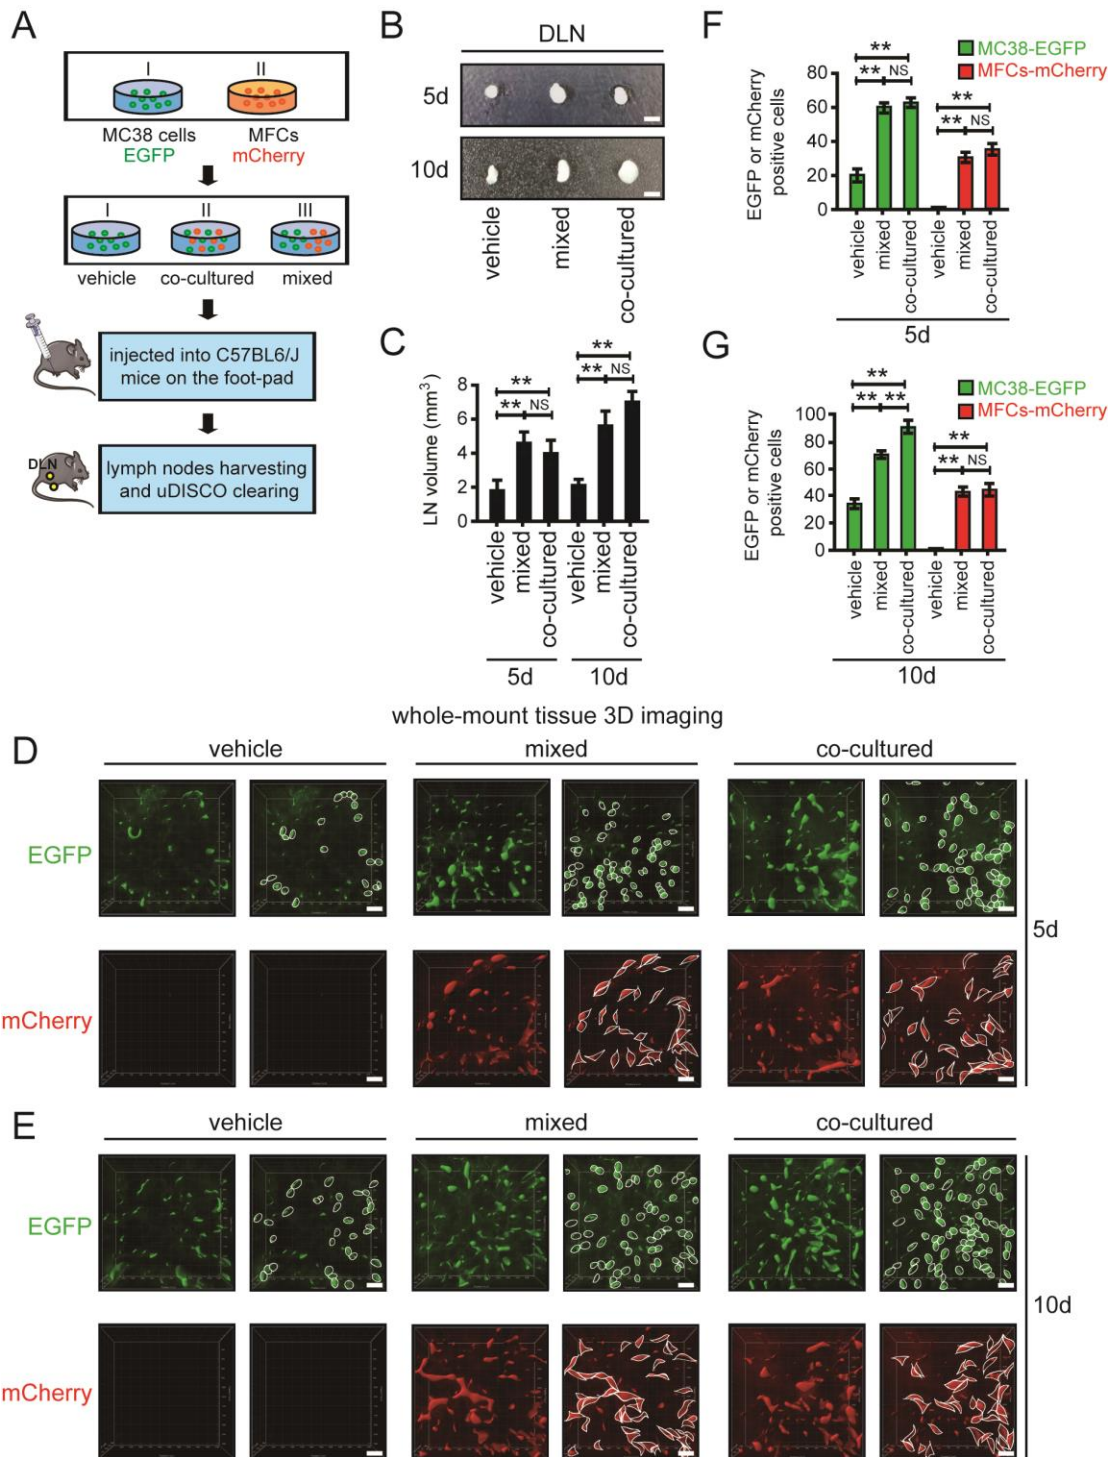 A
I
II
MC38 cells
EGFP
MFCs
mCherry
I
II
III
vehicle
co-cultured
mixed
injected into C57BL6/J
mice on the foot-pad
DLN
lymph nodes harvesting
and uDISCO clearing
B
DLN
5d
10d
vehicle
mixed
co-cultured
C
LN volume (mm³)
8
6
4
2
0
**
** NS
**
** NS
vehicle
mixed
co-cultured
vehicle
mixed
co-cultured
5d
10d
F
MC38-EGFP
MFCs-mCherry
EGFP or mCherry
positive cells
80
60
40
20
0
**
** NS
**
** NS
vehicle
mixed
co-cultured
vehicle
mixed
co-cultured
5d
G
MC38-EGFP
MFCs-mCherry
EGFP or mCherry
positive cells
100
80
60
40
20
0
**
** **
**
** NS
vehicle
mixed
co-cultured
vehicle
mixed
co-cultured
10d
whole-mount tissue 3D imaging
D
vehicle
mixed
co-cultured
EGFP
mCherry
5d
E
vehicle
mixed
co-cultured
EGFP
mCherry
10d